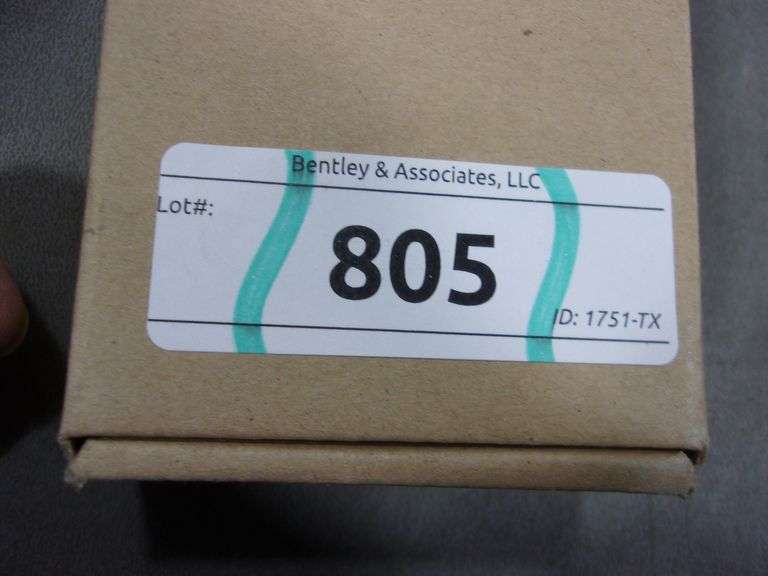 Bentley & Associates, LLC
Lot#:
805
ID: 1751-TX